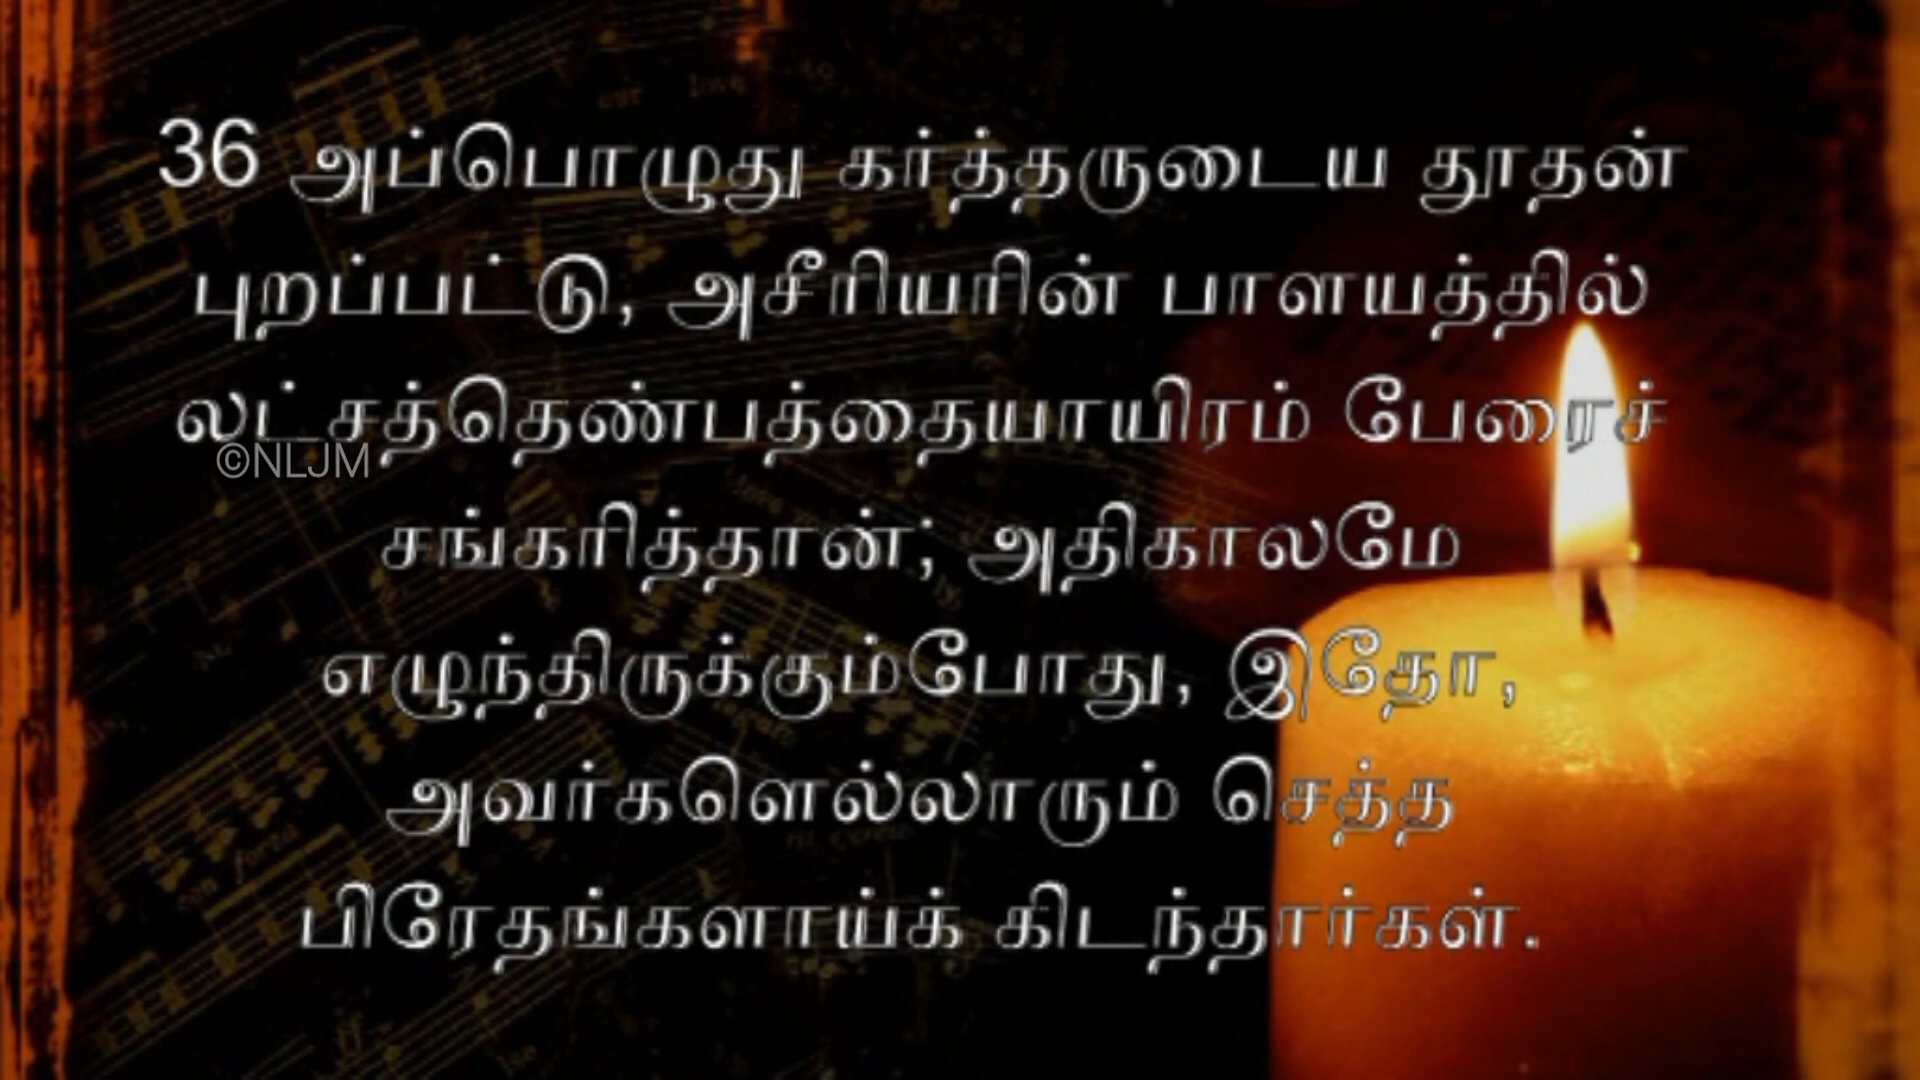 36 அப்பொழுது கர்த்தருடைய தூதன்
புறப்பட்டு, அசீரியரின் பாளயத்தில்
லட்சத்தெண்பத்தையாயிரம் பேரைச்
©NLJM
சங்கரித்தான்; அதிகாலமே
எழுந்திருக்கும்போது, இதோ,
அவர்களெல்லாரும் செத்த
பிரேதங்களாய்க் கிடந்தார்கள்.